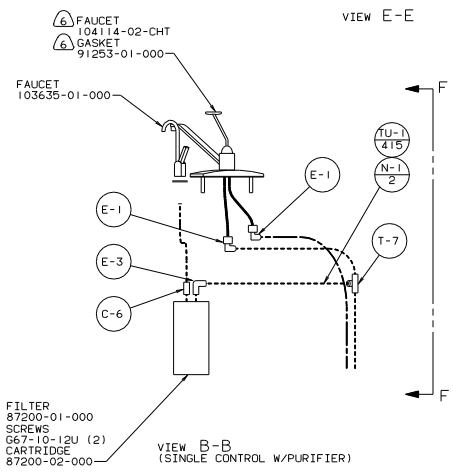 6 FAUCET
104114-02-CHT
6 GASKET
91253-01-000
VIEW E-E
FAUCET
103635-01-000
F
TU-1
415
N-1
2
E-1
E-1
T-7
E-3
C-6
F
FILTER
87200-01-000
SCREWS
G67-10-12U (2)
CARTRIDGE
87200-02-000
VIEW B-B
(SINGLE CONTROL W/PURIFIER)